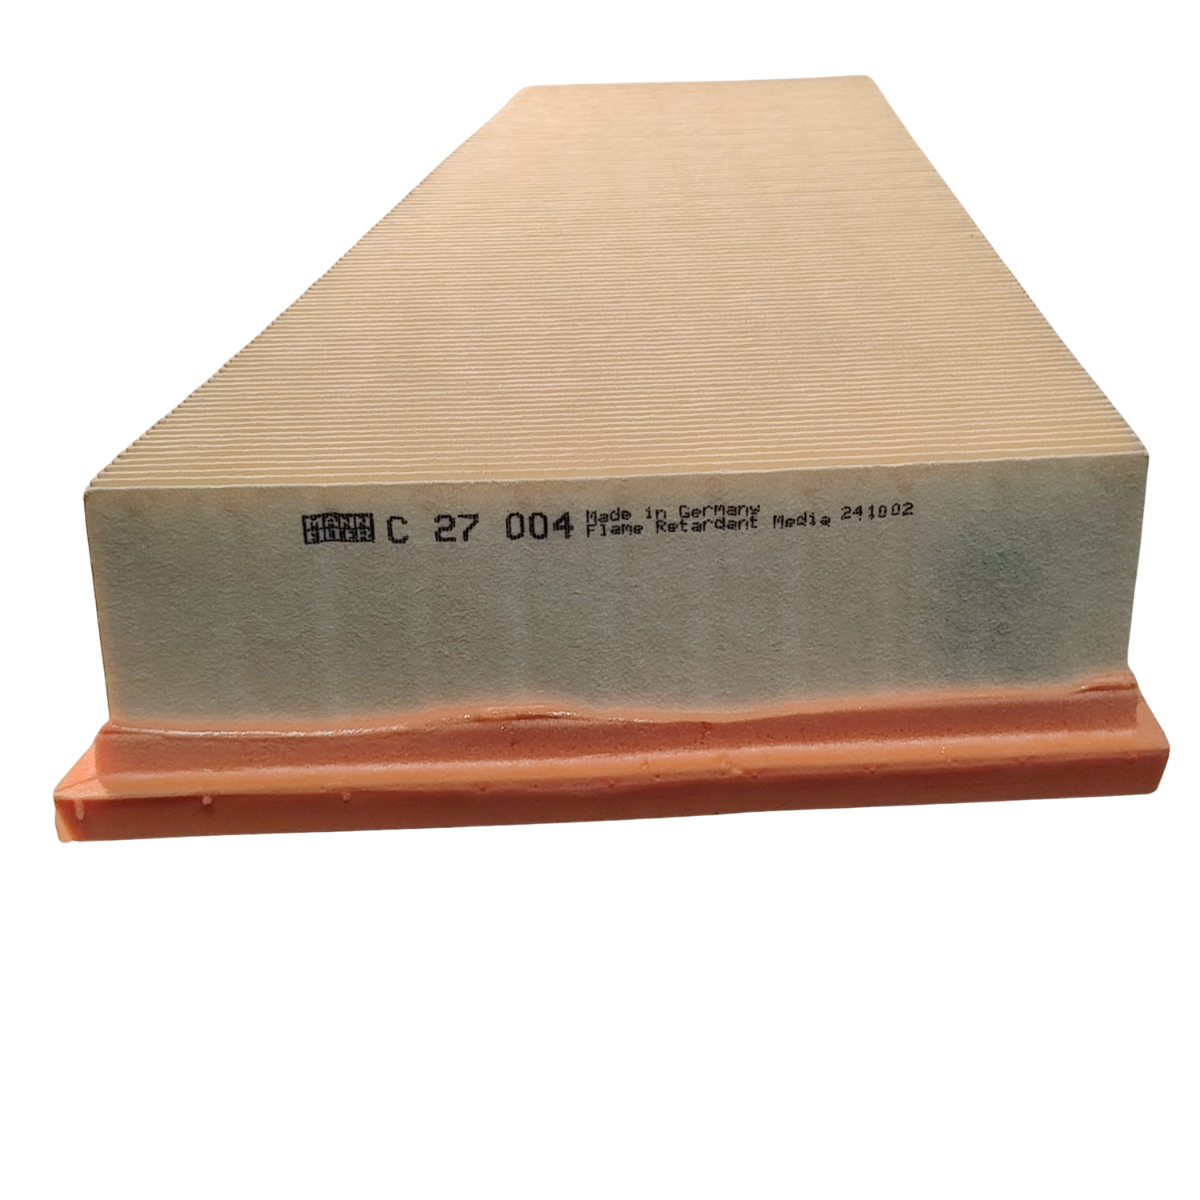 MANN
FILTER
C 27 004
Made in Germany
Flame Retardant Media 241002